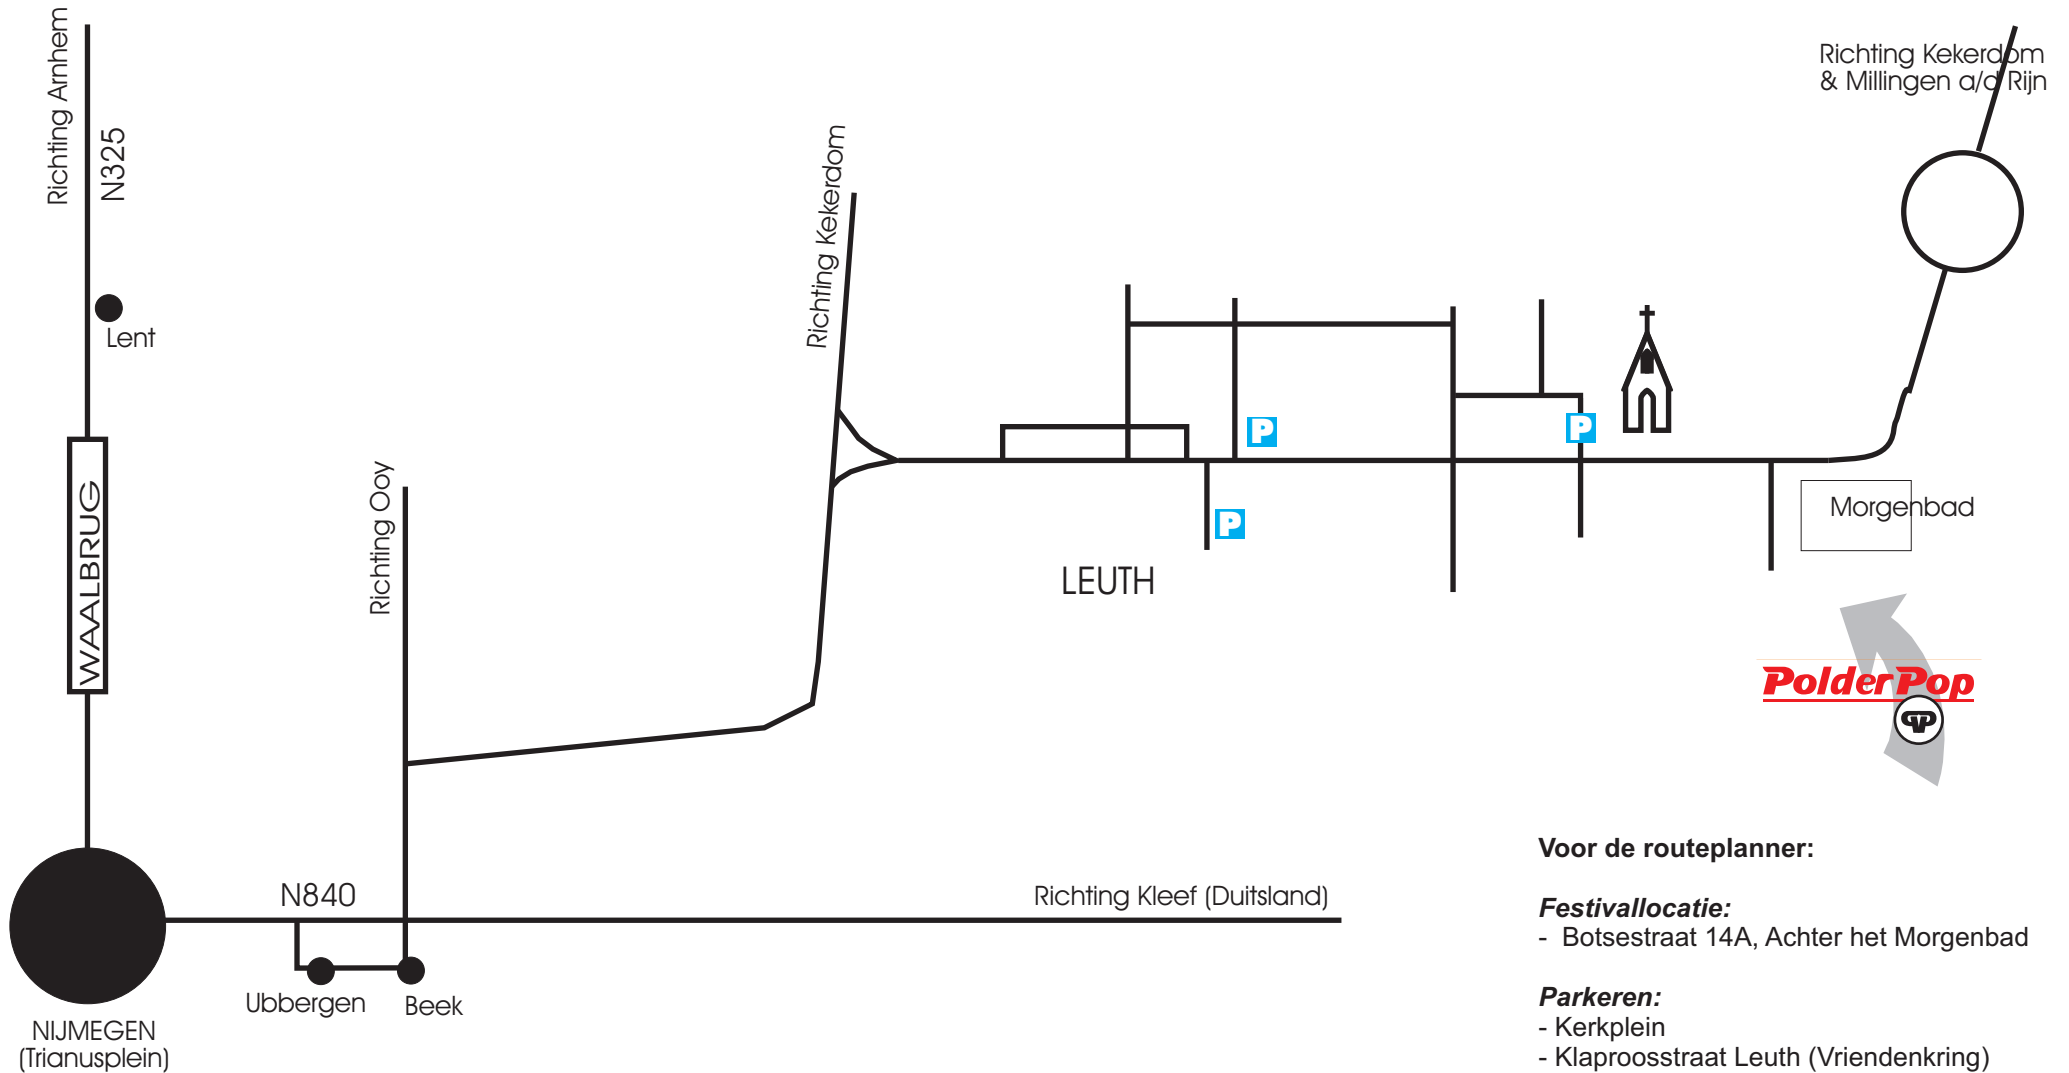 Richting Arnhem
N325
Lent
WAALBRUG
Richting Ooy
Richting Kekerdom
Richting Kekerdom
& Millingen a/d Rijn
P
P
P
Morgenbad
LEUTH
PolderPop
N840
Richting Kleef (Duitsland)
Ubbergen
Beek
NIJMEGEN
(Trianusplein)
Voor de routeplanner:
Festivallocatie:
- Botsestraat 14A, Achter het Morgenbad
Parkeren:
- Kerkplein
- Klaproosstraat Leuth (Vriendenkring)